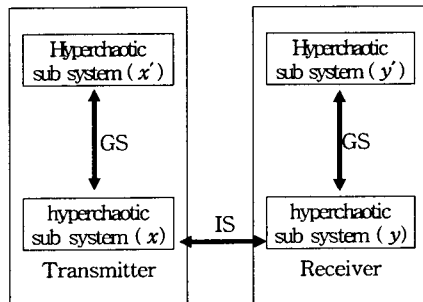 Hyperchaotic
sub system ( x′ )
Hyperchaotic
sub system ( y′ )
GS
GS
hyperchaotic
sub system ( x )
IS
hyperchaotic
sub system ( y )
Transmitter
Receiver